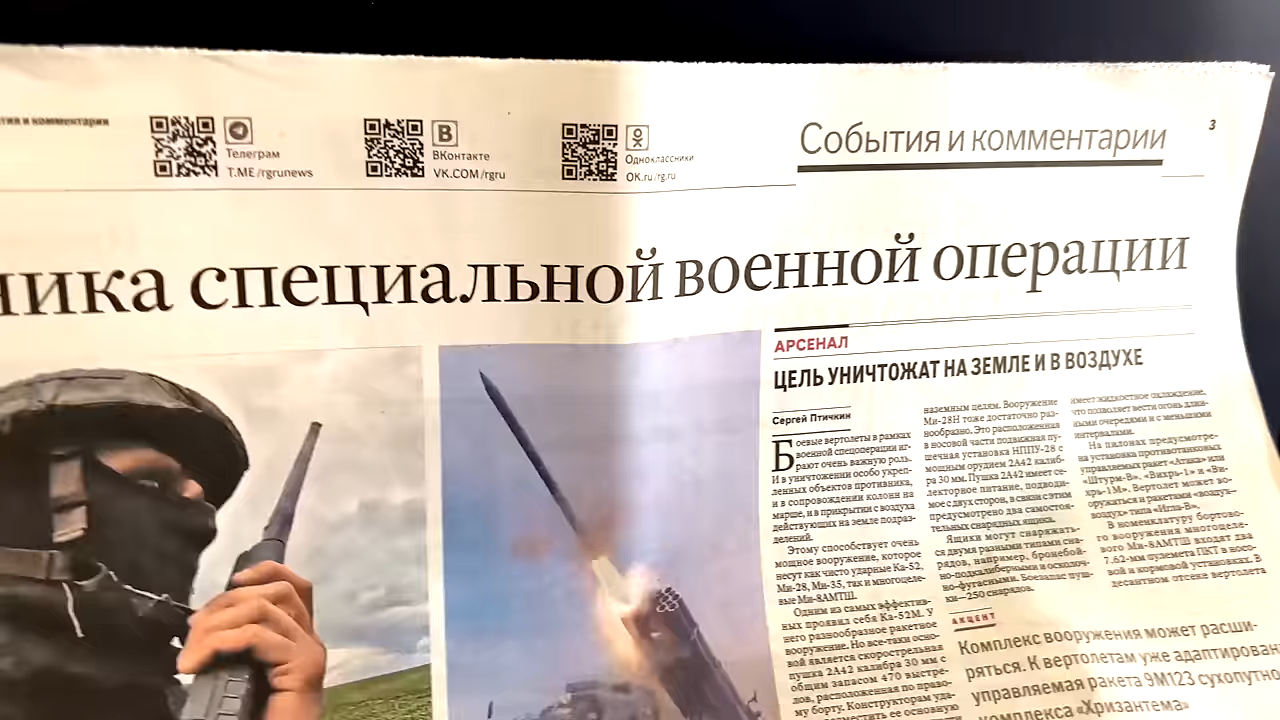 и комментарии
Телеграм
T.ME/rgrunews
ВКонтакте
VK.COM/rgru
Одноклассники
OK.ru/rg.ru
События и комментарии
3
специальной военной операции
АРСЕНАЛ
ЦЕЛЬ УНИЧТОЖАТ НА ЗЕМЛЕ И В ВОЗДУХЕ
Сергей Птичкин
Боевые вертолеты в рамках
военной спецоперации иг-
рают очень важную роль.
И в уничтожении особо укреп-
ленных объектов противника,
и в сопровождении колонн на
марше, и в прикрытии с воздуха
действующих на земле подраз-
делений.
Этому способствует очень
мощное вооружение, которое
несут как чисто ударные Ка-52,
Ми-28, Ми-35, так и многоцеле-
вые Ми-8АМТШ.
Одним из самых эффектив-
ных проявил себя Ка-52М. У
него разнообразное ракетное
вооружение. Но все-таки осно-
вой является скорострельная
пушка 2А42 калибра 30 мм с
общим запасом 470 выстре-
лов, расположенная по право-
му борту. Конструкторам уда-
ее основную
наземным целям. Вооружение
Ми-28Н тоже достаточно раз-
нообразно. Это расположенная
в носовой части подвижная пу-
шечная установка НППУ-28 с
мощным орудием 2А42 калиб-
ра 30 мм. Пушка 2А42 имеет се-
лекторное питание, подводи-
мое с двух сторон, в связи с этим
предусмотрено два самостоя-
тельных снарядных ящика.
Ящики могут снаряжать-
ся двумя разными типами сна-
рядов, например, бронебой-
но-подкалиберными и осколоч-
но-фугасными. Боезапас пуш-
ки—250 снарядов.
имеет жидкостное охлаждение,
что позволяет вести огонь длин-
ными очередями и с меньшими
интервалами.
На пилонах предусмотре-
на установка противотанковых
управляемых ракет «Атака» или
«Штурм-В», «Вихрь-1» и «Ви-
хрь-1М». Вертолет может во-
оружаться и ракетами «воздух—
воздух» типа «Игла-В».
В номенклатуру бортово-
го вооружения многоцеле-
вого Ми-8АМТШ входят два
7.62-мм пулемета ПКТ в носо-
вой и кормовой установках. В
десантном отсеке вертолета
АКЦЕНТ
Комплекс вооружения может расши-
ряться. К вертолетам уже адаптирован
управляемая ракета 9М123 сухопутно
комплекса «Хризантема»